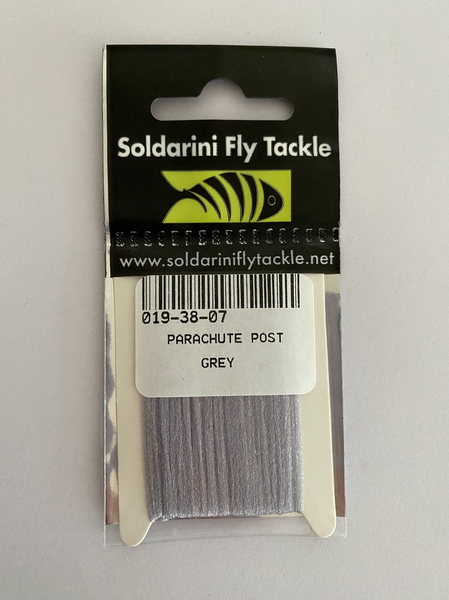 Soldarini Fly Tackle
www.soldariniflytackle.net
019-38-07
PARACHUTE POST
GREY